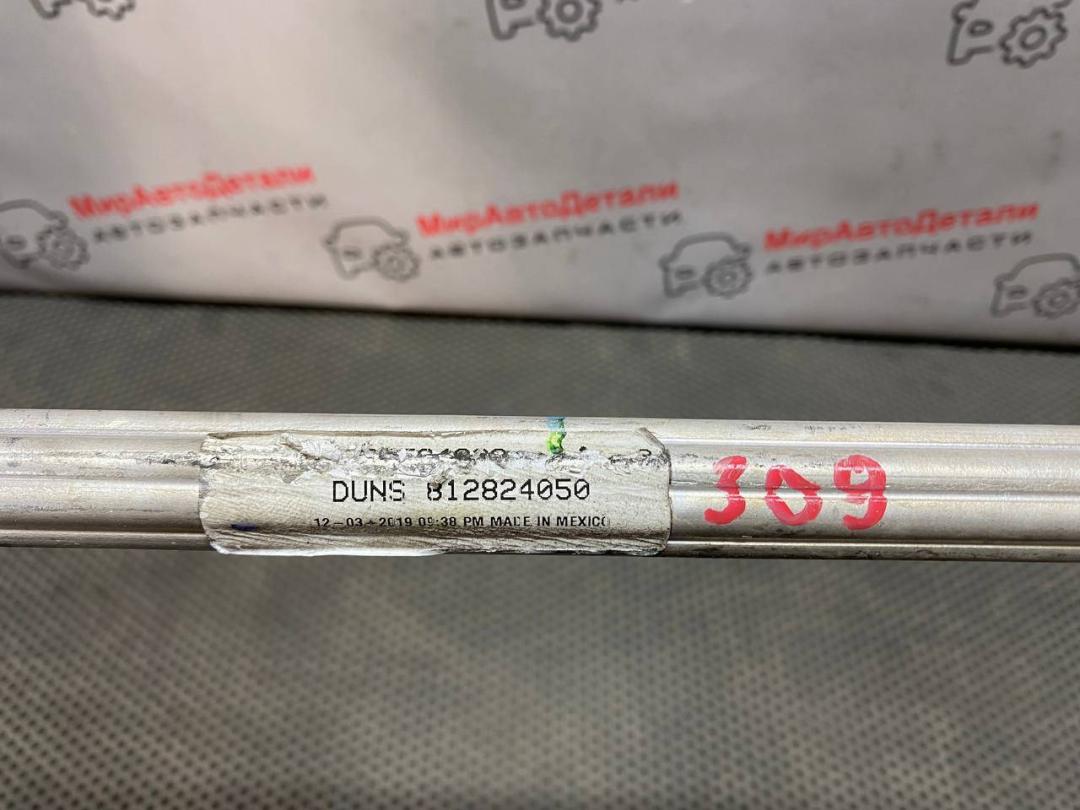 МирАвтоДетали
АВТОЗАПЧАСТИ
МирАвтоДетали
АВТОЗАПЧАСТИ
МирАвтоДетали
АВТОЗАПЧАСТИ
DUNS 812824050
309
12-03-2019 09:38 PM MADE IN MEXICO